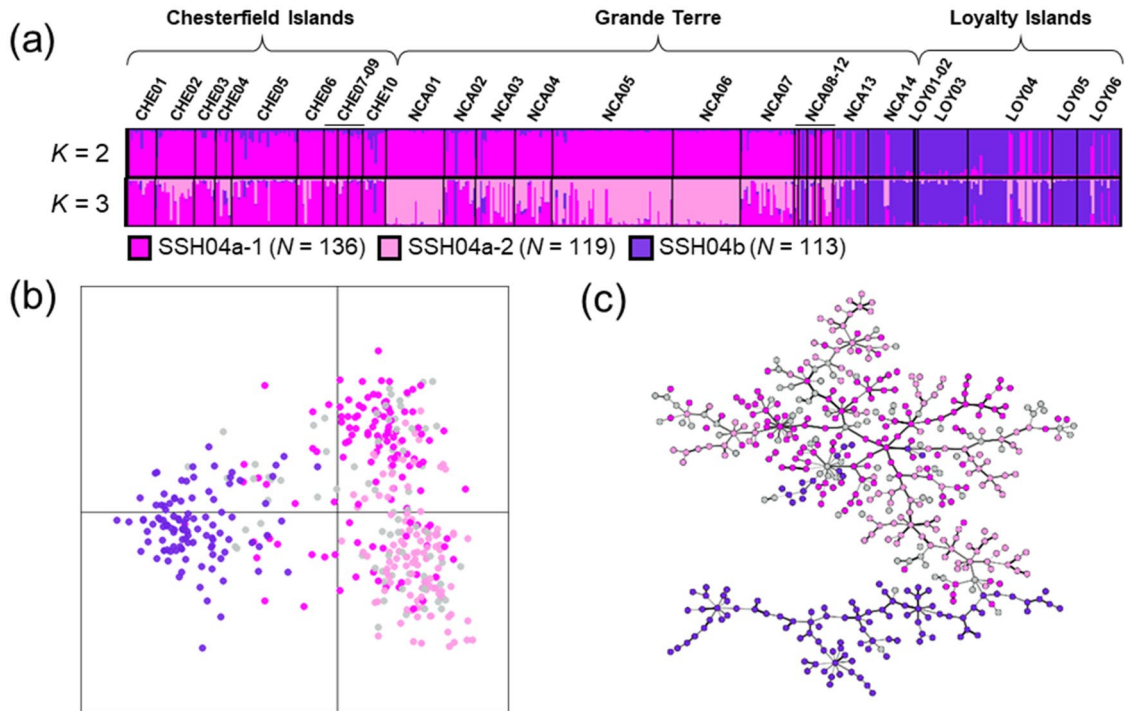 (a)
Chesterfield Islands Grande Terre Loyalty Islands
CHE01 CHE02 CHE03 CHE04 CHE05 CHE06 CHE07-09 CHE10 NCA01 NCA02 NCA03 NCA04 NCA05 NCA06 NCA07 NCA08-12 NCA13 NCA14 LOY01-02 LOY03 LOY04 LOY05 LOY06
K = 2
K = 3
SSH04a-1 (N = 136) SSH04a-2 (N = 119) SSH04b (N = 113)
(b) (c)